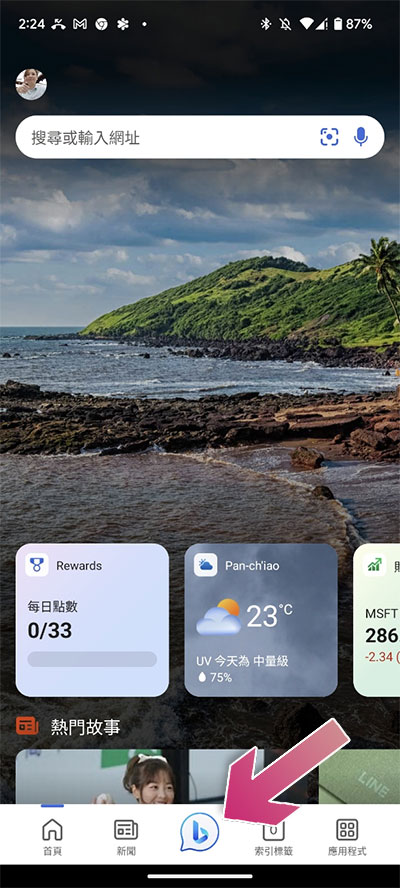 2:24
87%
搜尋或輸入網址
Rewards
每日點數
0/33
Pan-ch'iao
23°C
UV 今天為 中量級
75%
MSFT
286.
-2.34 (
熱門故事
LINE
首頁
新聞
索引標籤
應用程式